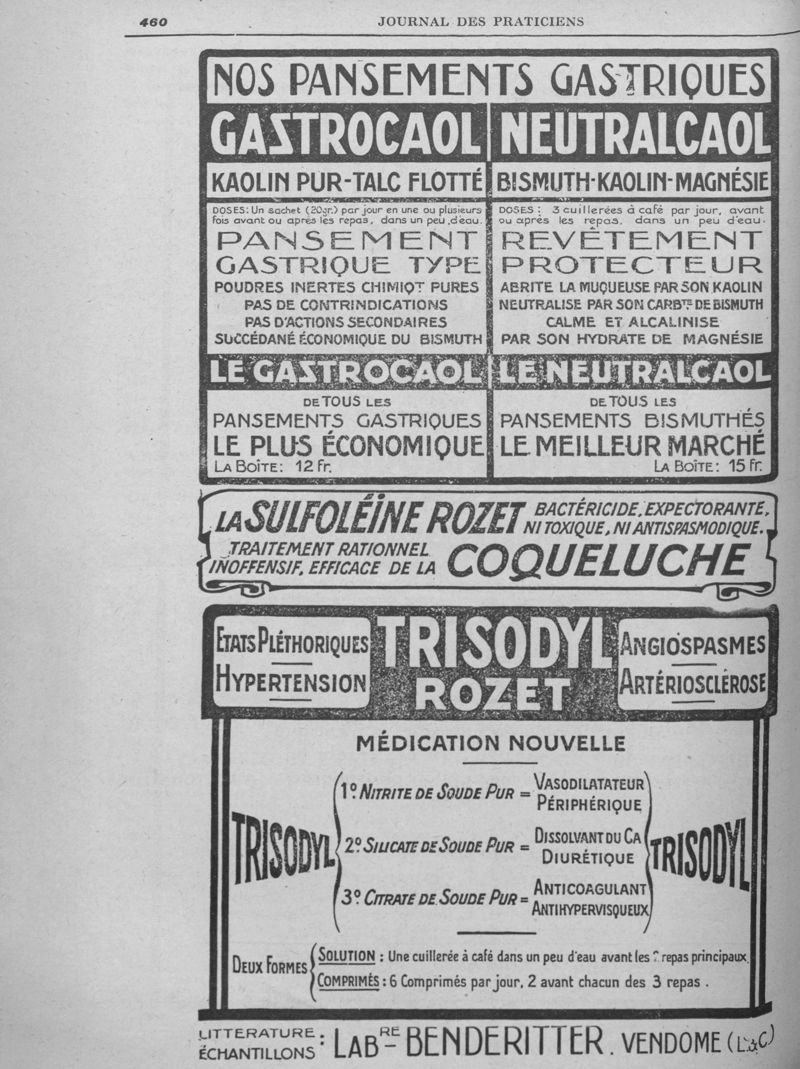 460
JOURNAL DES PRATICIENS
NOS PANSEMENTS GASTRIQUES
GASTROCAOL
KAOLIN PUR-TALC FLOTTÉ
DOSES: Un sachet (20gr.) par jour en une ou plusieurs
fois avant ou après les repas, dans un peu d'eau.
PANSEMENT
GASTRIQUE TYPE
POUDRES INERTES CHIMIQT PURES
PAS DE CONTRINDICATIONS
PAS D'ACTIONS SECONDAIRES
SUCCÉDANÉ ÉCONOMIQUE DU BISMUTH
LE GASTROCAOL
DE TOUS LES
PANSEMENTS GASTRIQUES
LE PLUS ÉCONOMIQUE
LA BOÎTE: 12 Fr.
NEUTRALCAOL
BISMUTH-KAOLIN-MAGNÉSIE
DOSES: 3 cuillerées à café par jour, avant
ou après les repas, dans un peu d'eau.
REVÊTEMENT
PROTECTEUR
ABRITE LA MUQUEUSE PAR SON KAOLIN
NEUTRALISE PAR SON CARBTE DE BISMUTH
CALME ET ALCALINISE
PAR SON HYDRATE DE MAGNÉSIE
LE NEUTRALCAOL
DE TOUS LES
PANSEMENTS BISMUTHÉS
LE MEILLEUR MARCHÉ
LA BOÎTE: 15 Fr.
LA SULFOLÉÏNE ROZET BACTÉRICIDE, EXPECTORANTE,
NI TOXIQUE, NI ANTISPASMODIQUE.
TRAITEMENT RATIONNEL
INOFFENSIF, EFFICACE DE LA COQUELUCHE
ETATS PLÉTHORIQUES
HYPERTENSION
TRISODYL
ROZET
ANGIOSPASMES
ARTÉRIOSCLÉROSE
MÉDICATION NOUVELLE
TRISODYL
1º. NITRITE DE SOUDE PUR = VASODILATATEUR
PÉRIPHÉRIQUE
2º. SILICATE DE SOUDE PUR = DISSOLVANT DU CA
DIURÉTIQUE
3º. CITRATE DE SOUDE PUR = ANTICOAGULANT
ANTIHYPERVISQUEUX
TRISODYL
DEUX FORMES
SOLUTION : Une cuillerée à café dans un peu d'eau avant les repas principaux.
COMPRIMÉS : 6 Comprimés par jour, 2 avant chacun des 3 repas.
LITTERATURE :
ÉCHANTILLONS : LABRE BENDERITTER. VENDOME (L&C)